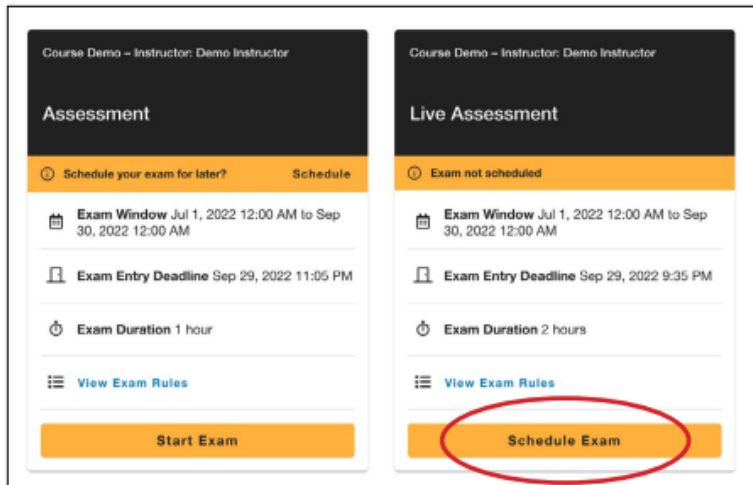 Course Demo – Instructor: Demo Instructor
Assessment
Schedule your exam for later? Schedule
Exam Window Jul 1, 2022 12:00 AM to Sep
30, 2022 12:00 AM
Exam Entry Deadline Sep 29, 2022 11:05 PM
Exam Duration 1 hour
View Exam Rules
Start Exam
Course Demo – Instructor: Demo Instructor
Live Assessment
Exam not scheduled
Exam Window Jul 1, 2022 12:00 AM to Sep
30, 2022 12:00 AM
Exam Entry Deadline Sep 29, 2022 9:35 PM
Exam Duration 2 hours
View Exam Rules
Schedule Exam